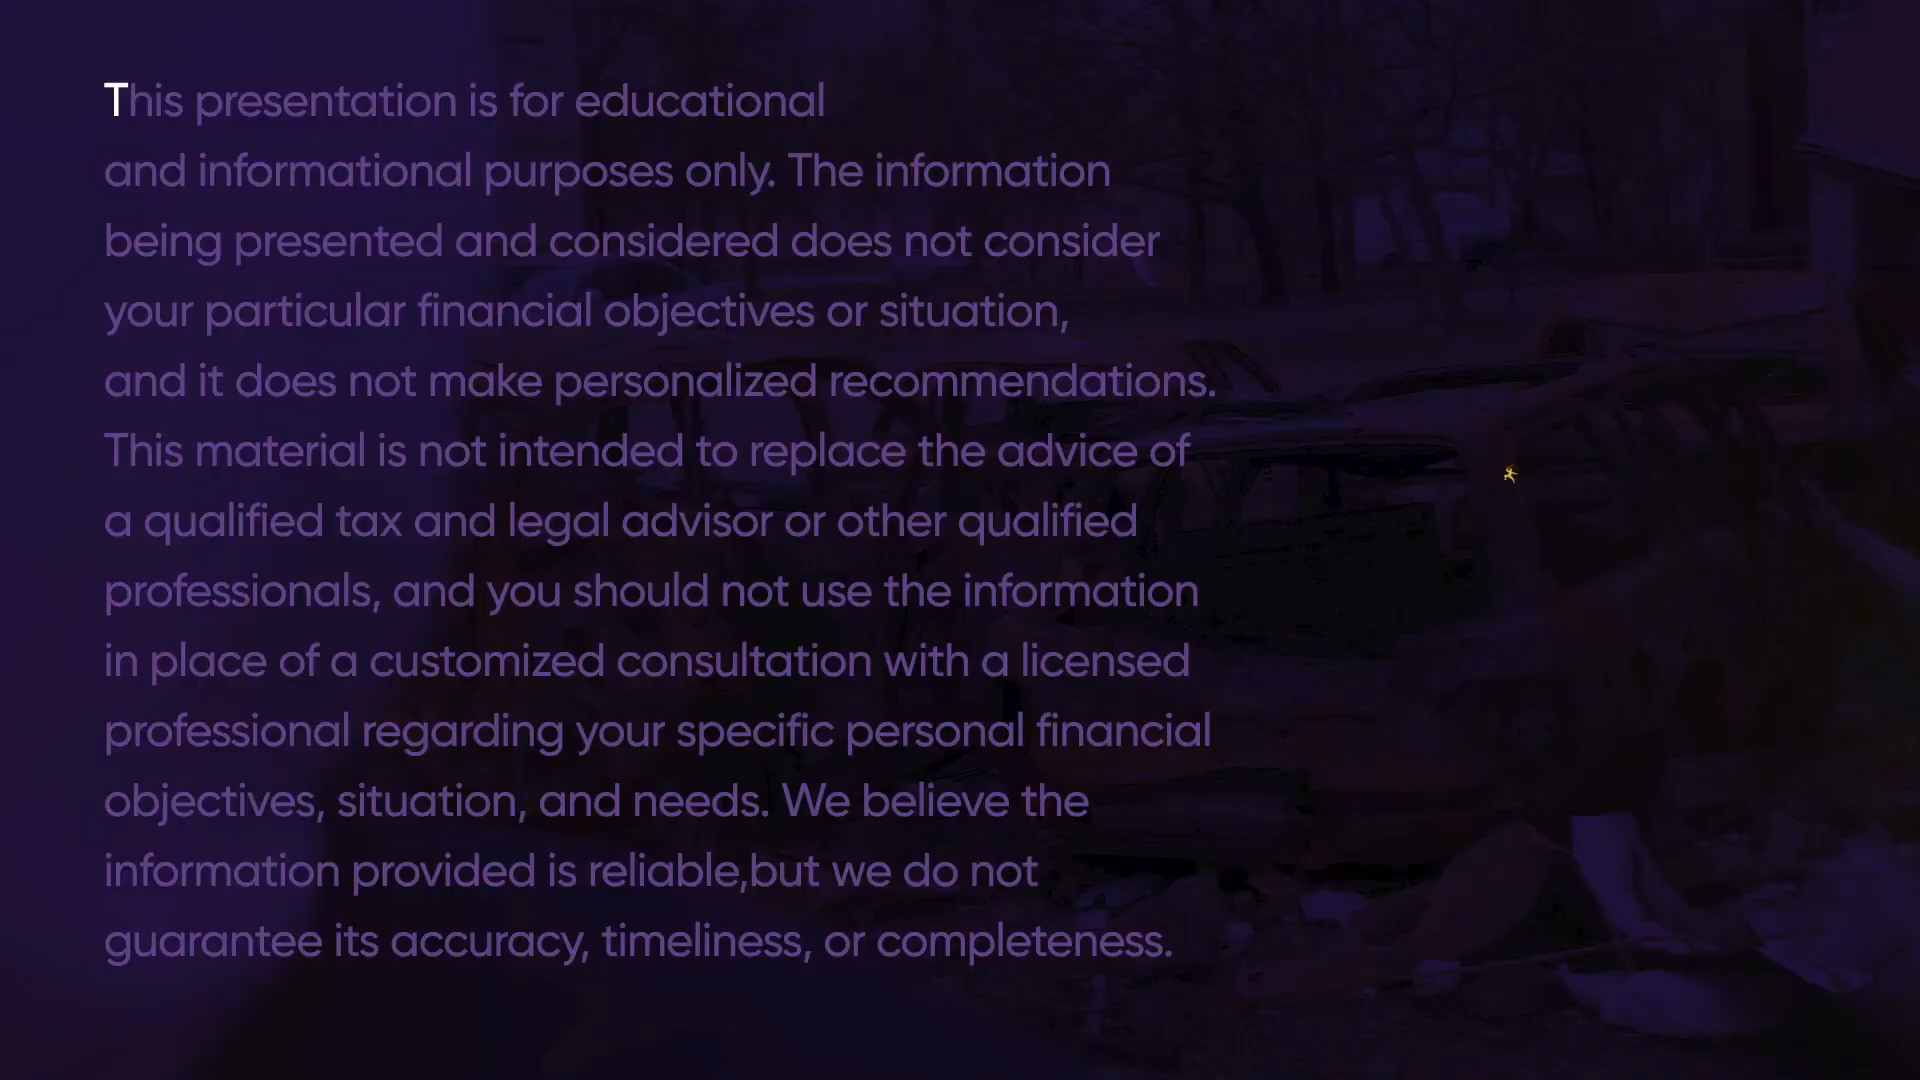 This presentation is for educational
and informational purposes only. The information
being presented and considered does not consider
your particular financial objectives or situation,
and it does not make personalized recommendations.
This material is not intended to replace the advice of
a qualified tax and legal advisor or other qualified
professionals, and you should not use the information
in place of a customized consultation with a licensed
professional regarding your specific personal financial
objectives, situation, and needs. We believe the
information provided is reliable,but we do not
guarantee its accuracy, timeliness, or completeness.